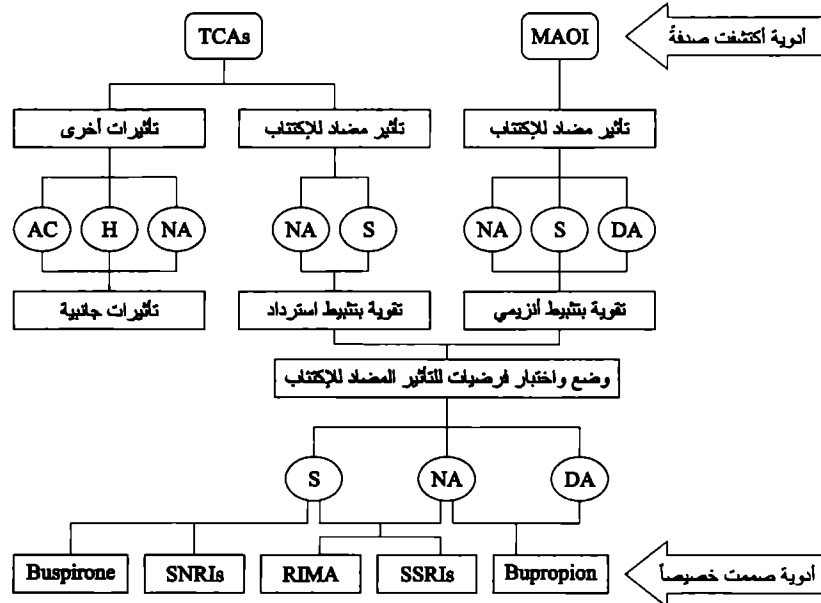 TCAs
MAOI
أدوية أكتشفت صدفةً
تأثيرات أخرى
تأثير مضاد للإكتئاب
تأثير مضاد للإكتئاب
AC
H
NA
NA
S
NA
S
DA
تأثيرات جانبية
تقوية بتثبيط استرداد
تقوية بتثبيط أنزيمي
وضع واختبار فرضيات للتأثير المضاد للإكتئاب
S
NA
DA
Buspirone
SNRIs
RIMA
SSRIs
Bupropion
أدوية صممت خصيصاً